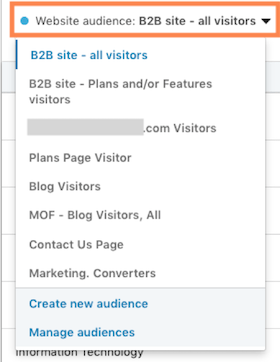 Website audience: B2B site - all visitors
B2B site - all visitors
B2B site - Plans and/or Features
visitors
.com Visitors
Plans Page Visitor
Blog Visitors
MOF - Blog Visitors, All
Contact Us Page
Marketing. Converters
Create new audience
Manage audiences
Information Technology